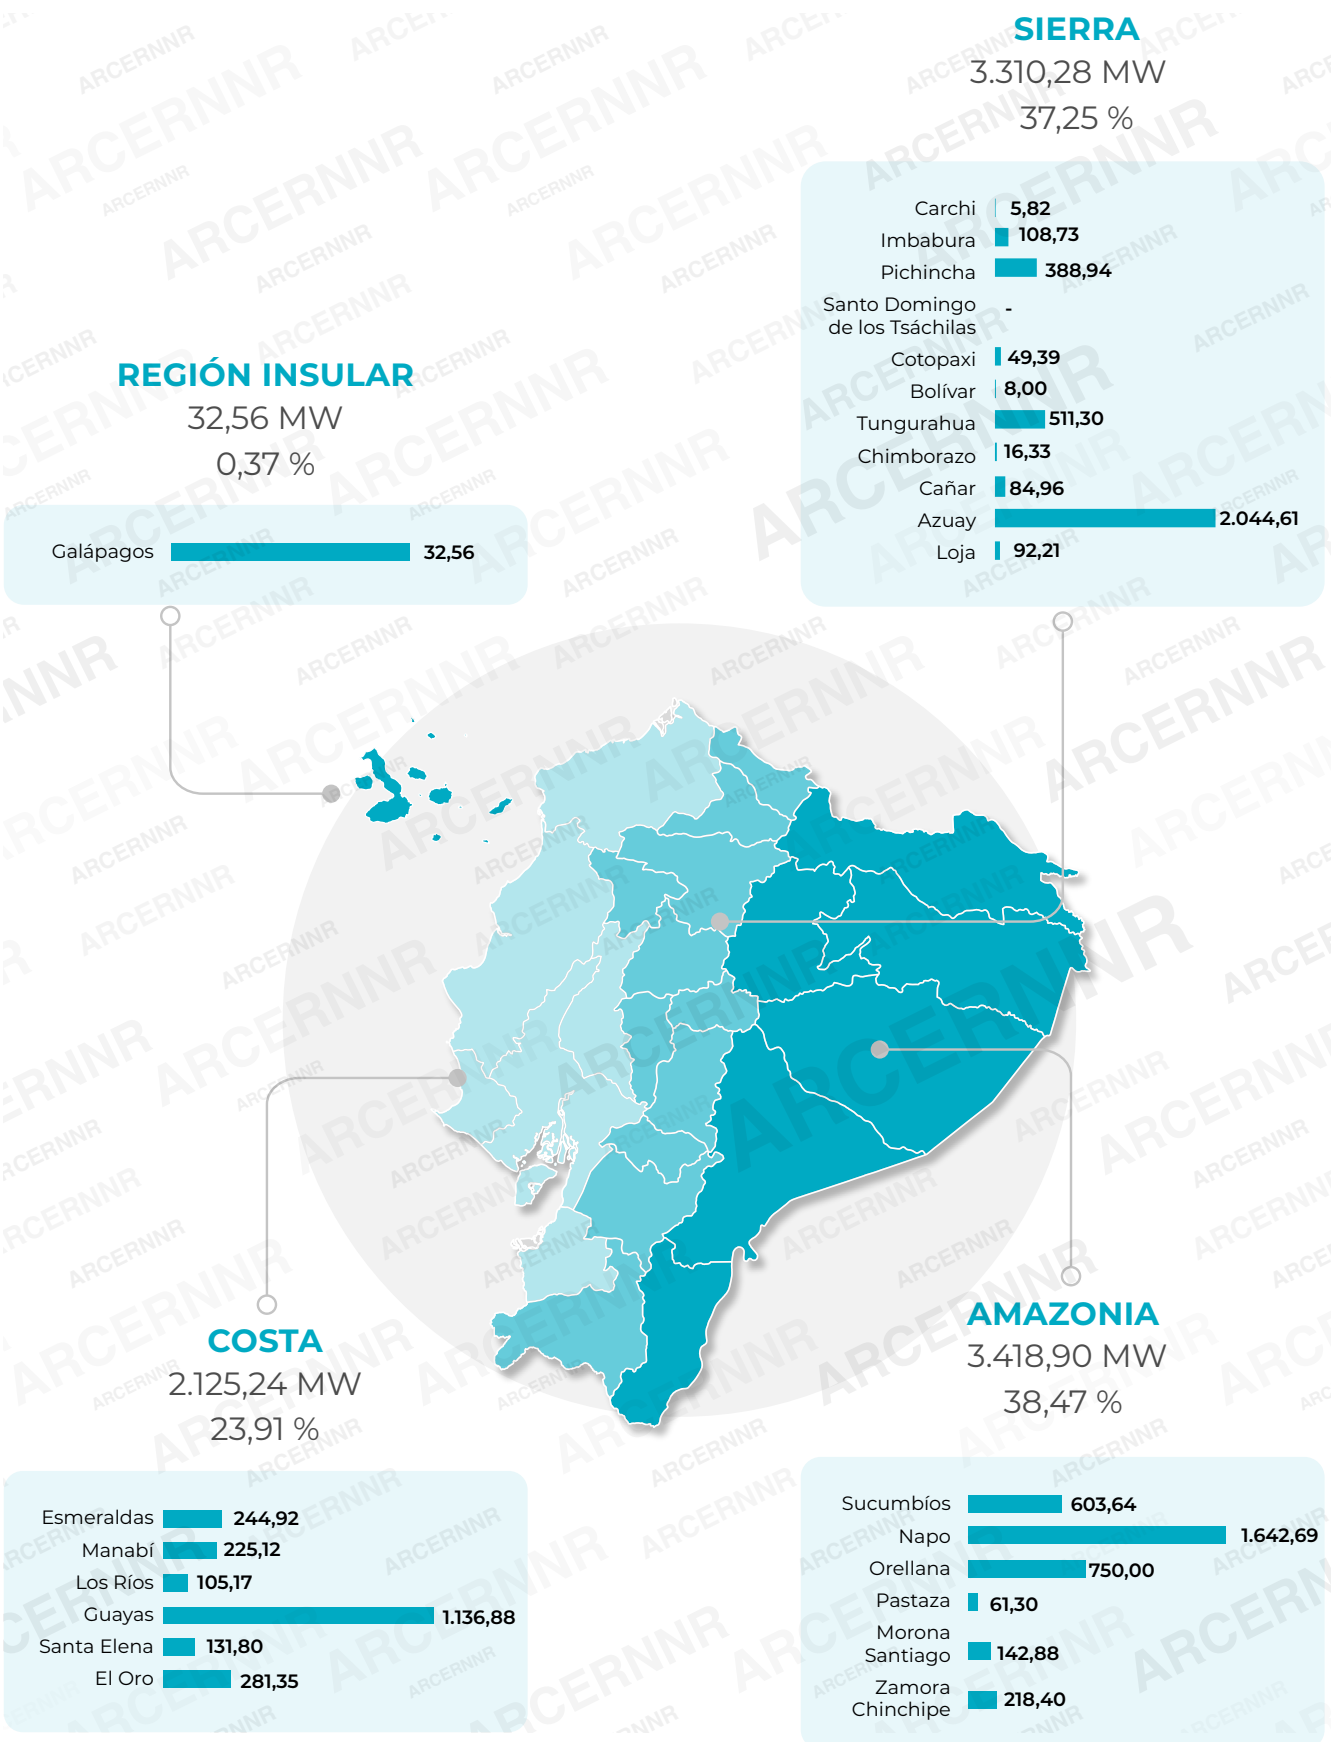 SIERRA
3.310,28 MW
37,25 %
Carchi 5,82
Imbabura 108,73
Pichincha 388,94
Santo Domingo
de los Tsáchilas -
Cotopaxi 49,39
Bolívar 8,00
Tungurahua 511,30
Chimborazo 16,33
Cañar 84,96
Azuay 2.044,61
Loja 92,21
REGIÓN INSULAR
32,56 MW
0,37 %
Galápagos 32,56
COSTA
2.125,24 MW
23,91 %
Esmeraldas 244,92
Manabí 225,12
Los Ríos 105,17
Guayas 1.136,88
Santa Elena 131,80
El Oro 281,35
AMAZONIA
3.418,90 MW
38,47 %
Sucumbíos 603,64
Napo 1.642,69
Orellana 750,00
Pastaza 61,30
Morona
Santiago 142,88
Zamora
Chinchipe 218,40
ARCERNNR